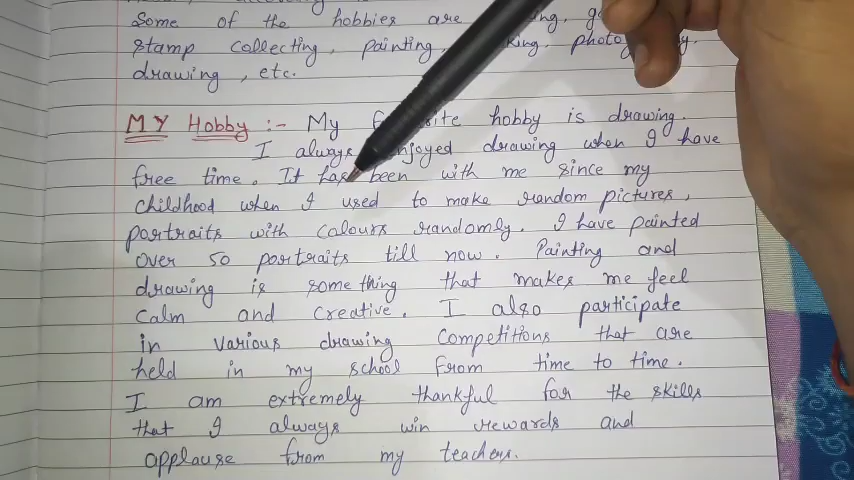 Some of the hobbies are
stamp collecting, painting,
drawing, etc.
MY Hobby :- My hobby is drawing.
I always enjoyed drawing when I have
free time. It has been with me since my
childhood when I used to make random pictures,
portraits with colours randomly. I have painted
over 50 portraits till now. Painting and
drawing is something that makes me feel
calm and creative. I also participate
in various drawing competitions that are
held in my school from time to time.
I am extremely thankful for the skills
that I always win rewards and
applause from my teachers.